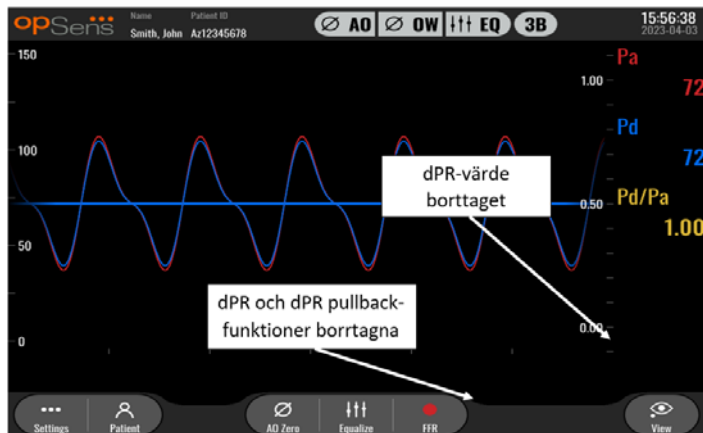 opSens
Name
Patient ID
Smith, John
Az12345678
AO
OW
EQ
3B
15:56:38
2023-04-03
150
100
50
0
1.00
0.50
0.00
Pa
72
Pd
72
Pd/Pa
1.00
dPR-värde
borttaget
dPR och dPR pullback-
funktioner borrtagna
Settings
Patient
AO Zero
Equalize
FFR
View